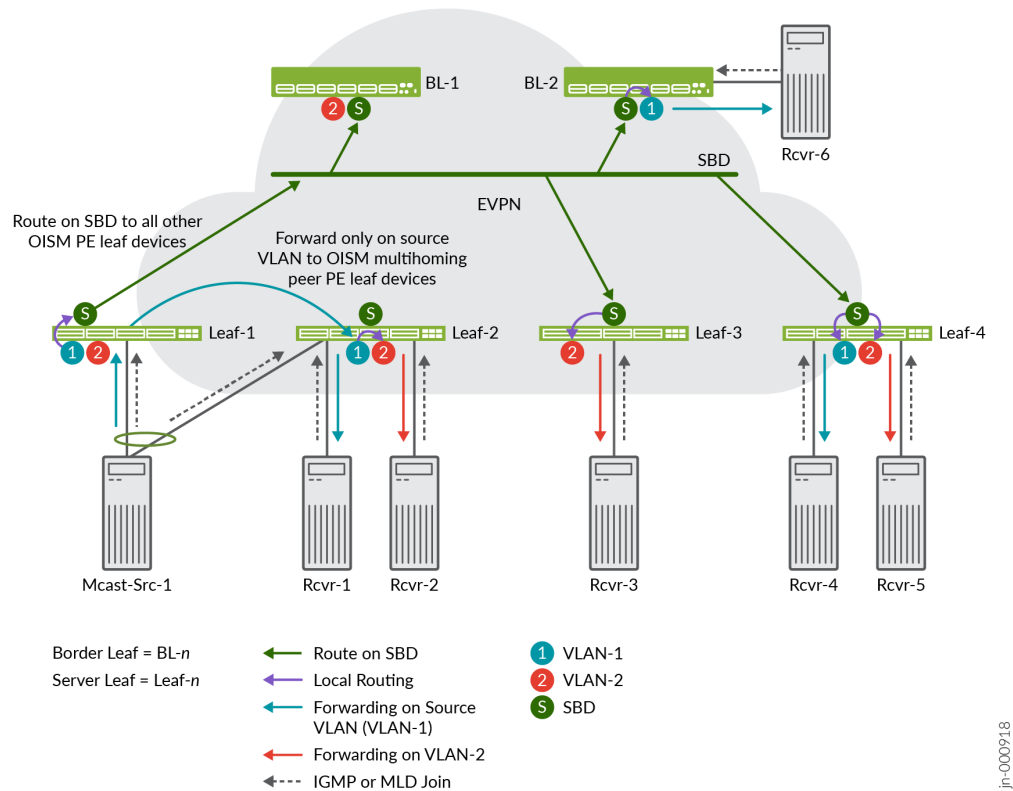 BL-1
BL-2
2
S
S
1
Rcvr-6
SBD
EVPN
Route on SBD to all other
OISM PE leaf devices
Forward only on source
VLAN to OISM multihoming
peer PE leaf devices
S
Leaf-1
1
2
S
Leaf-2
1
2
S
Leaf-3
2
S
Leaf-4
1
2
Mcast-Src-1
Rcvr-1
Rcvr-2
Rcvr-3
Rcvr-4
Rcvr-5
Border Leaf = BL-n
Server Leaf = Leaf-n
Route on SBD
Local Routing
Forwarding on Source
VLAN (VLAN-1)
Forwarding on VLAN-2
IGMP or MLD Join
1 VLAN-1
2 VLAN-2
S SBD
jn-000918